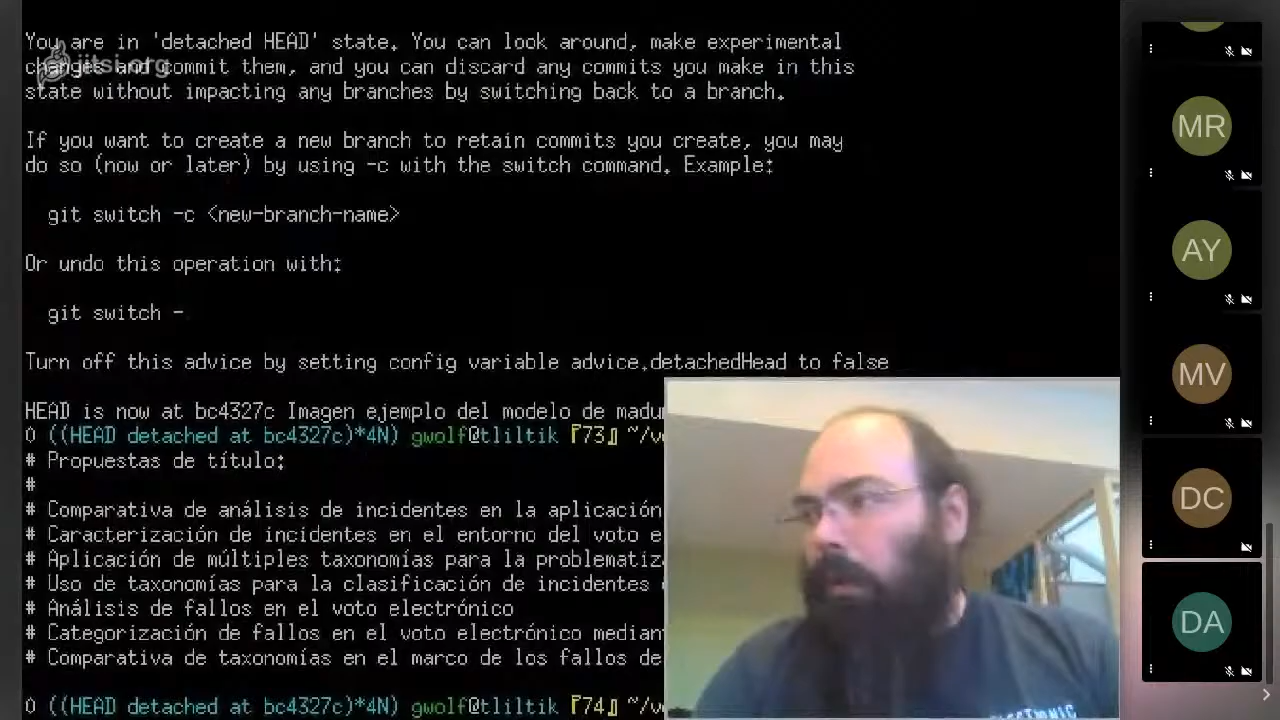 You are in 'detached HEAD' state. You can look around, make experimental
changes and commit them, and you can discard any commits you make in this
state without impacting any branches by switching back to a branch.
jitsi.org
If you want to create a new branch to retain commits you create, you may
do so (now or later) by using -c with the switch command. Example:
git switch -c <new-branch-name>
Or undo this operation with:
git switch -
Turn off this advice by setting config variable advice.detachedHead to false
HEAD is now at bc4327c Imagen ejemplo del modelo de
0 ((HEAD detached at bc4327c)*4N) gwolf@tliltik 『73』 ~/
# Propuestas de título:
#
# Comparativa de análisis de incidentes en la aplicación
# Caracterización de incidentes en el entorno del voto e
# Aplicación de múltiples taxonomías para la problematiz
# Uso de taxonomías para la clasificación de incidentes
# Análisis de fallos en el voto electrónico
# Categorización de fallos en el voto electrónico median
# Comparativa de taxonomías en el marco de los fallos de
0 ((HEAD detached at bc4327c)*4N) gwolf@tliltik 『74』 ~/
MR
AY
MV
DC
DA